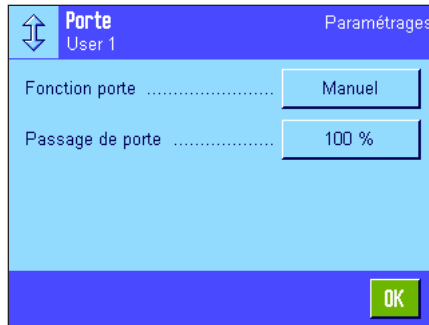 Porte
Paramétrages
User 1
Fonction porte ........................ Manuel
Passage de porte ................... 100 %
OK